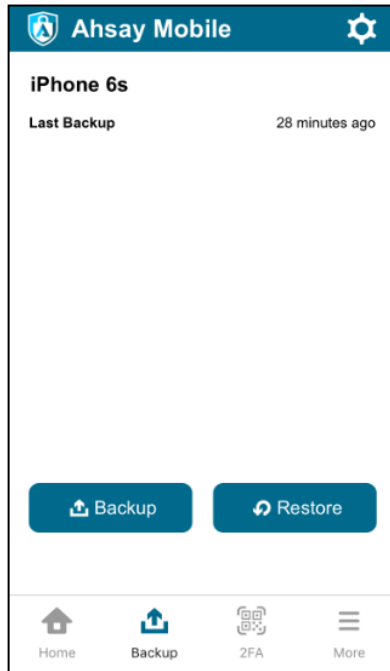 Ahsay Mobile
iPhone 6s
Last Backup 28 minutes ago
Backup Restore
Home Backup 2FA More